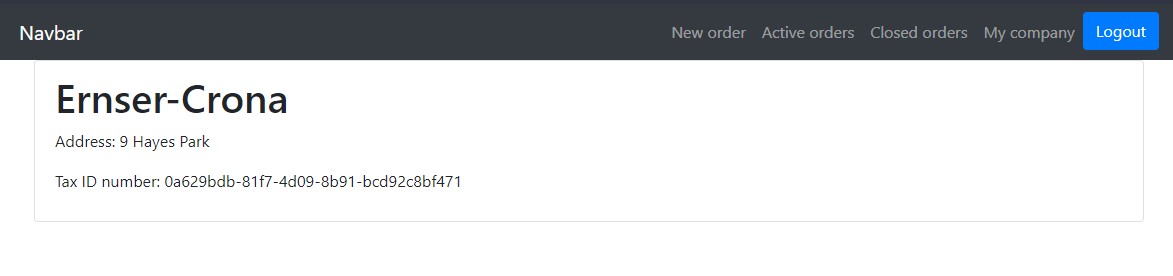 Navbar
New order
Active orders
Closed orders
My company
Logout
Ernser-Crona
Address: 9 Hayes Park
Tax ID number: 0a629bdb-81f7-4d09-8b91-bcd92c8bf471